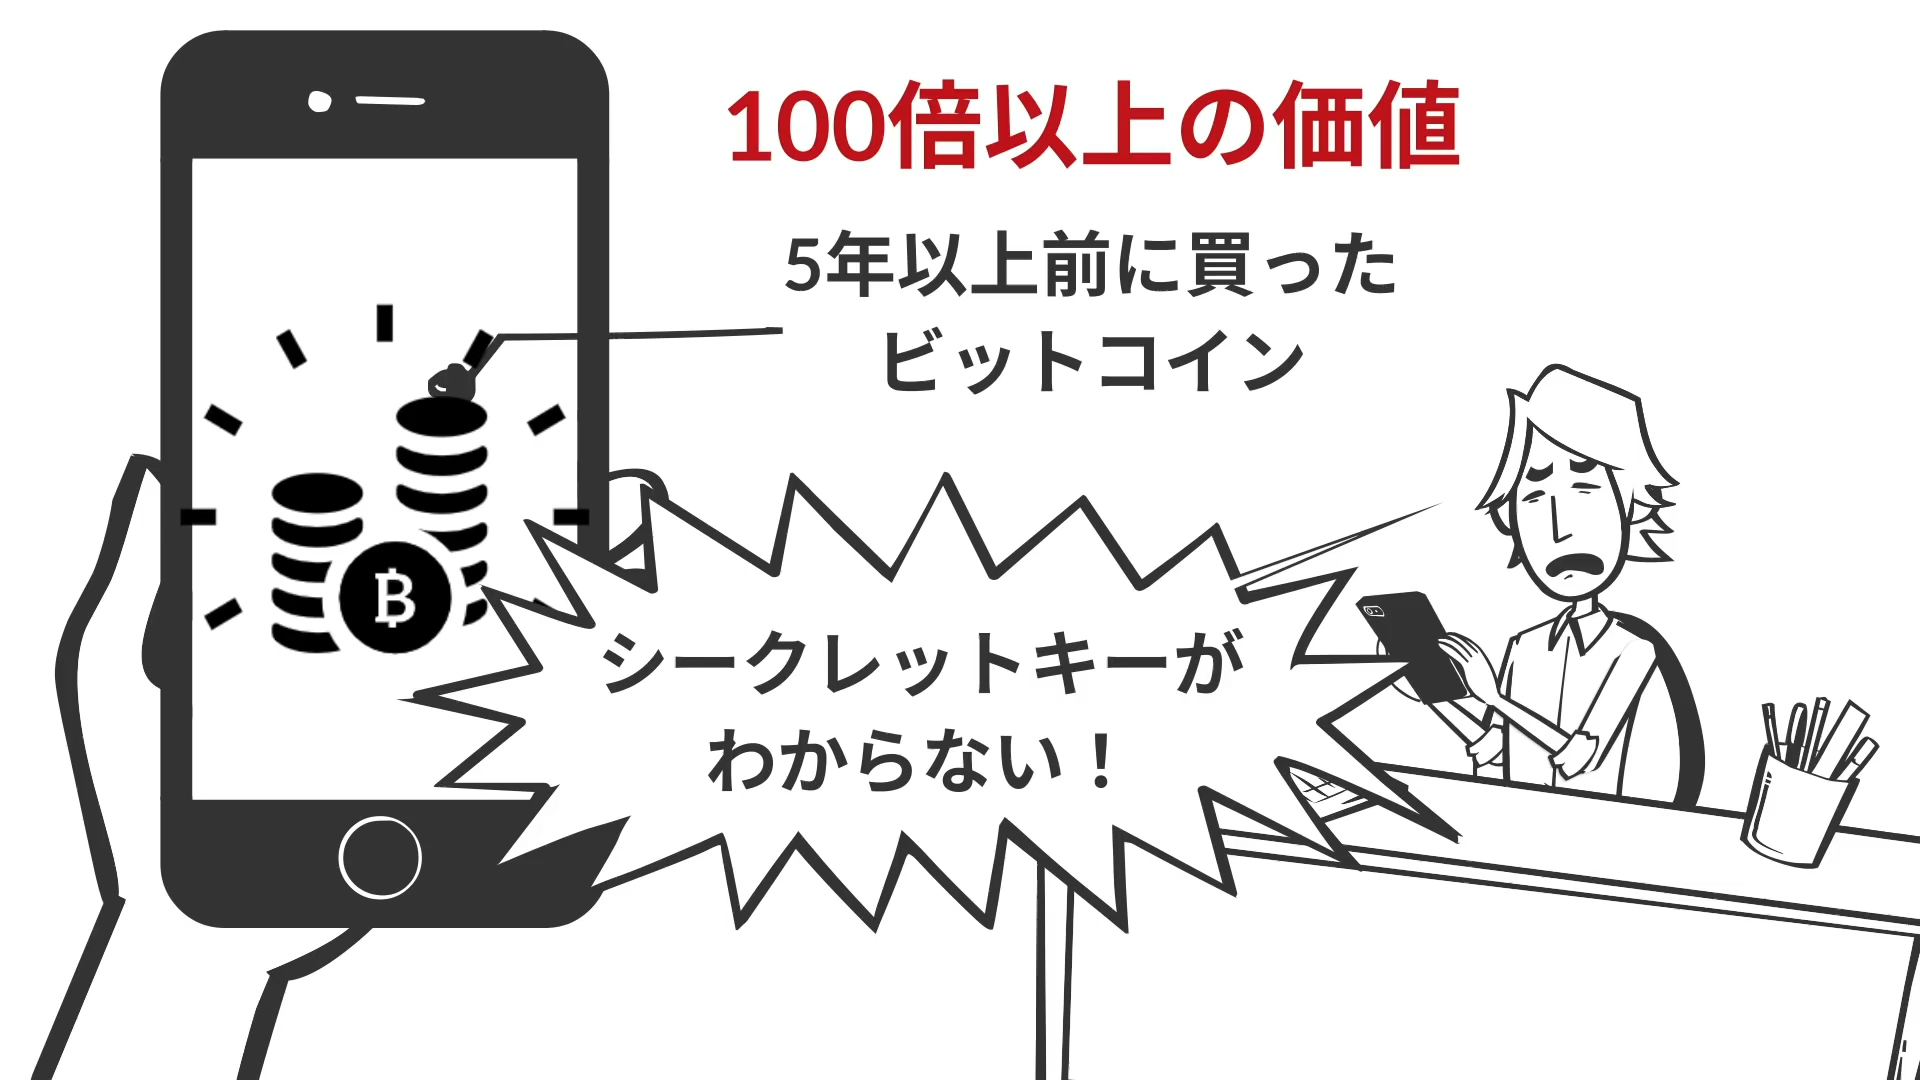 100倍以上の価値
5年以上前に買った
ビットコイン
シークレットキーが
わからない！